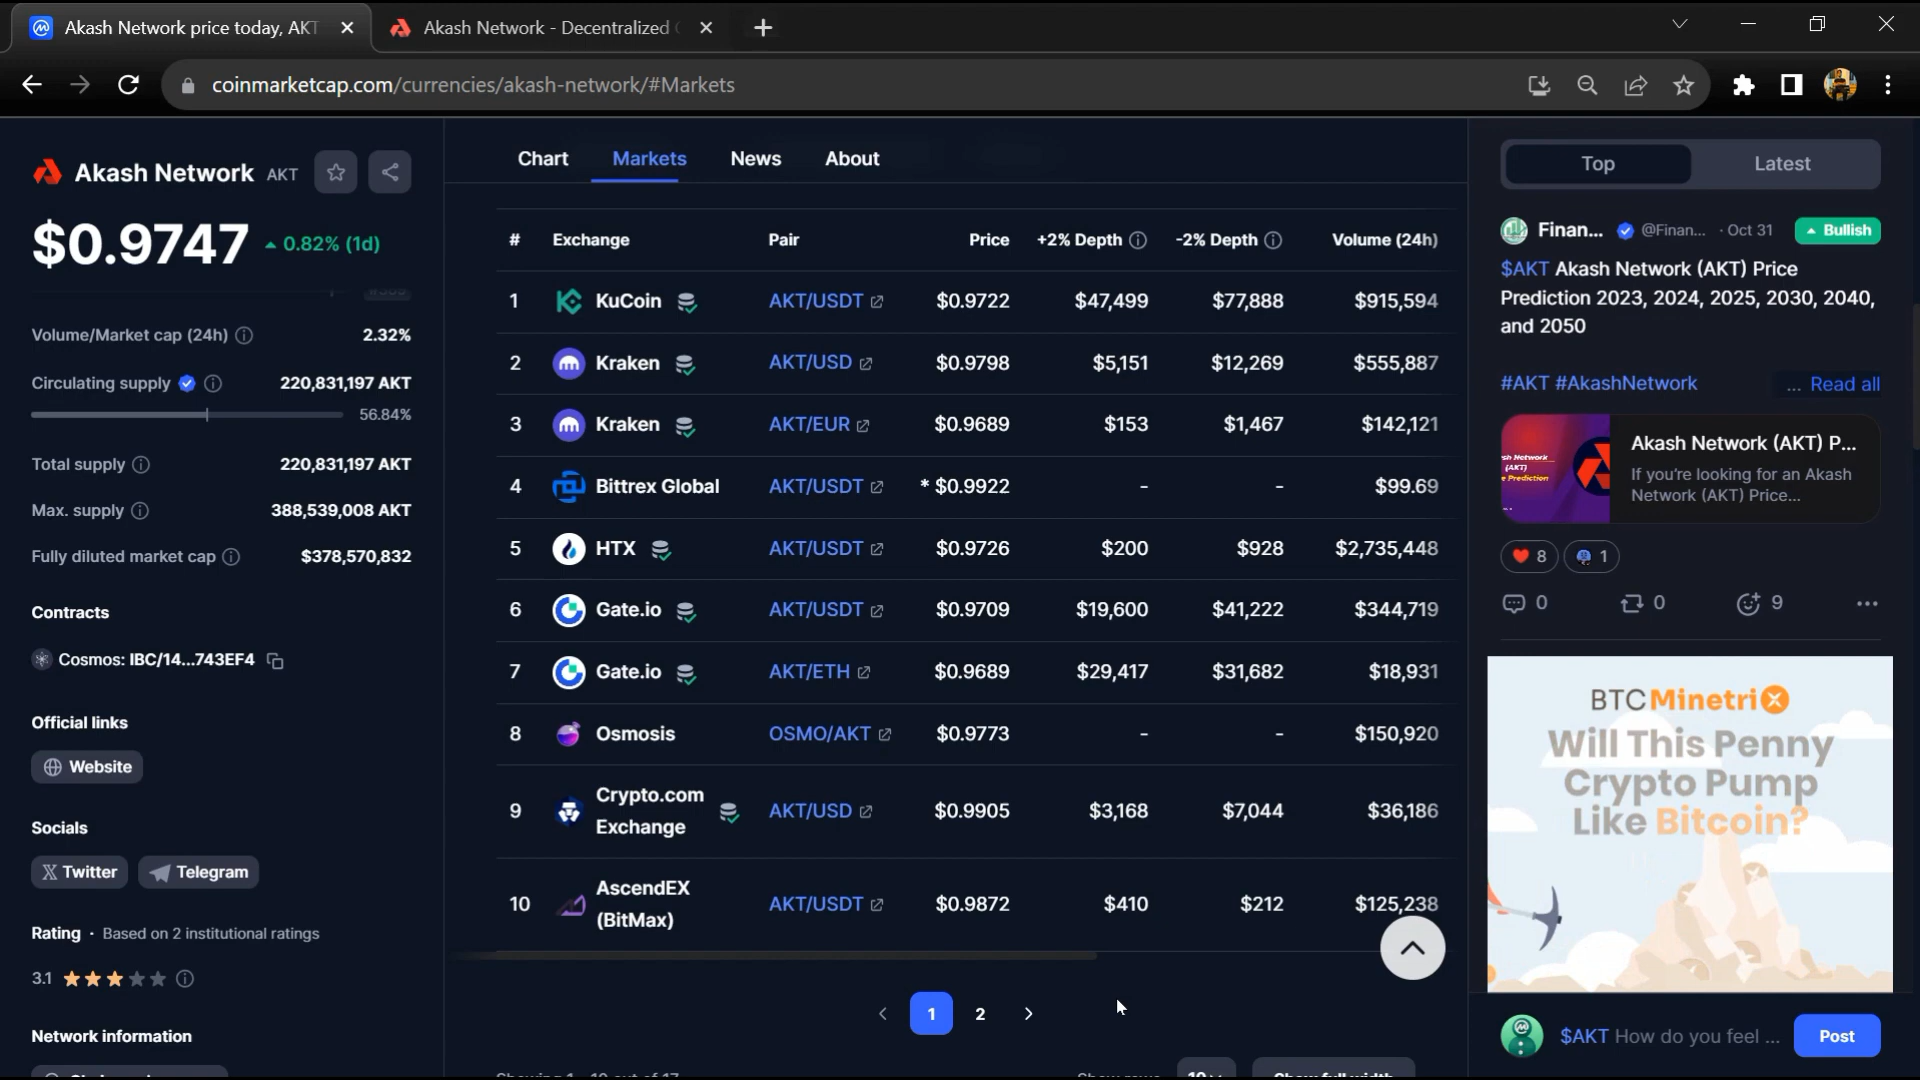 Akash Network price today, AKT
Akash Network - Decentralized
coinmarketcap.com/currencies/akash-network/#Markets
Akash Network AKT
$0.9747 0.82% (1d)
Volume/Market cap (24h) 2.32%
Circulating supply 220,831,197 AKT
56.84%
Total supply 220,831,197 AKT
Max. supply 388,539,008 AKT
Fully diluted market cap $378,570,832
Contracts
Cosmos: IBC/14...743EF4
Official links
Website
Socials
Twitter Telegram
Rating · Based on 2 institutional ratings
3.1
Network information
Chart Markets News About
# Exchange Pair Price +2% Depth -2% Depth Volume (24h)
1 KuCoin AKT/USDT $0.9722 $47,499 $77,888 $915,594
2 Kraken AKT/USD $0.9798 $5,151 $12,269 $555,887
3 Kraken AKT/EUR $0.9689 $153 $1,467 $142,121
4 Bittrex Global AKT/USDT * $0.9922 - - $99.69
5 HTX AKT/USDT $0.9726 $200 $928 $2,735,448
6 Gate.io AKT/USDT $0.9709 $19,600 $41,222 $344,719
7 Gate.io AKT/ETH $0.9689 $29,417 $31,682 $18,931
8 Osmosis OSMO/AKT $0.9773 - - $150,920
9 Crypto.com Exchange AKT/USD $0.9905 $3,168 $7,044 $36,186
10 AscendEX (BitMax) AKT/USDT $0.9872 $410 $212 $125,238
1 2
Top Latest
Finan... @Finan... · Oct 31 Bullish
$AKT Akash Network (AKT) Price
Prediction 2023, 2024, 2025, 2030, 2040,
and 2050
#AKT #AkashNetwork ... Read all
Akash Network (AKT) P...
If you're looking for an Akash
Network (AKT) Price...
8 1
0 0 9
BTCMinetrix
Will This Penny
Crypto Pump
Like Bitcoin?
$AKT How do you feel ... Post